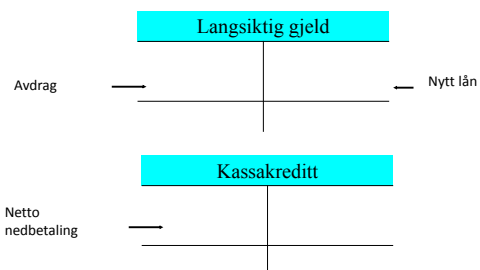 Langsiktig gjeld
Avdrag
Nytt lån
Kassakreditt
Netto
nedbetaling